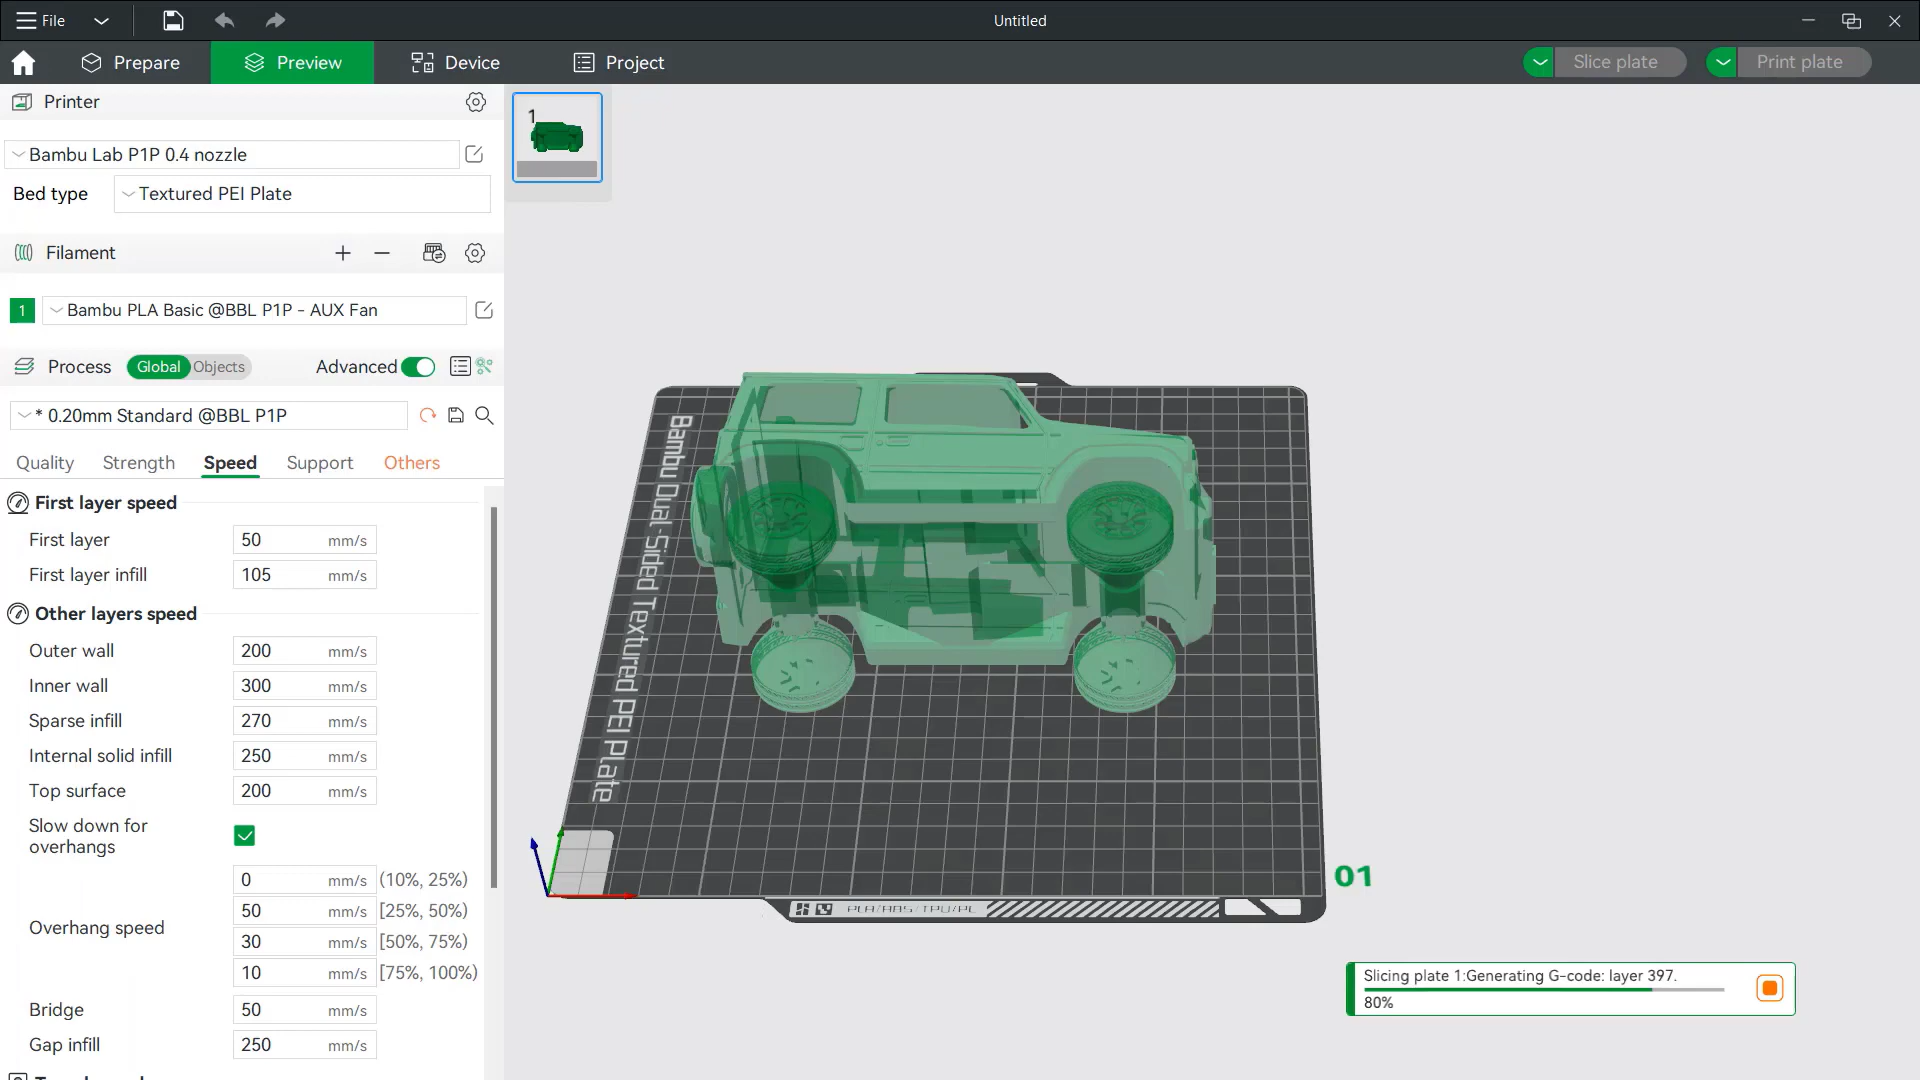 File
Untitled
Prepare
Preview
Device
Project
Slice plate
Print plate
Printer
Bambu Lab P1P 0.4 nozzle
Bed type
Textured PEI Plate
Filament
1
Bambu PLA Basic @BBL P1P - AUX Fan
Process
Global
Objects
Advanced
* 0.20mm Standard @BBL P1P
Quality
Strength
Speed
Support
Others
First layer speed
First layer 50 mm/s
First layer infill 105 mm/s
Other layers speed
Outer wall 200 mm/s
Inner wall 300 mm/s
Sparse infill 270 mm/s
Internal solid infill 250 mm/s
Top surface 200 mm/s
Slow down for
overhangs
0 mm/s (10%, 25%)
50 mm/s [25%, 50%)
Overhang speed
30 mm/s [50%, 75%)
10 mm/s [75%, 100%)
Bridge 50 mm/s
Gap infill 250 mm/s
1
Bambu Dual-Sided Textured PEI Plate
01
Slicing plate 1:Generating G-code: layer 397.
80%